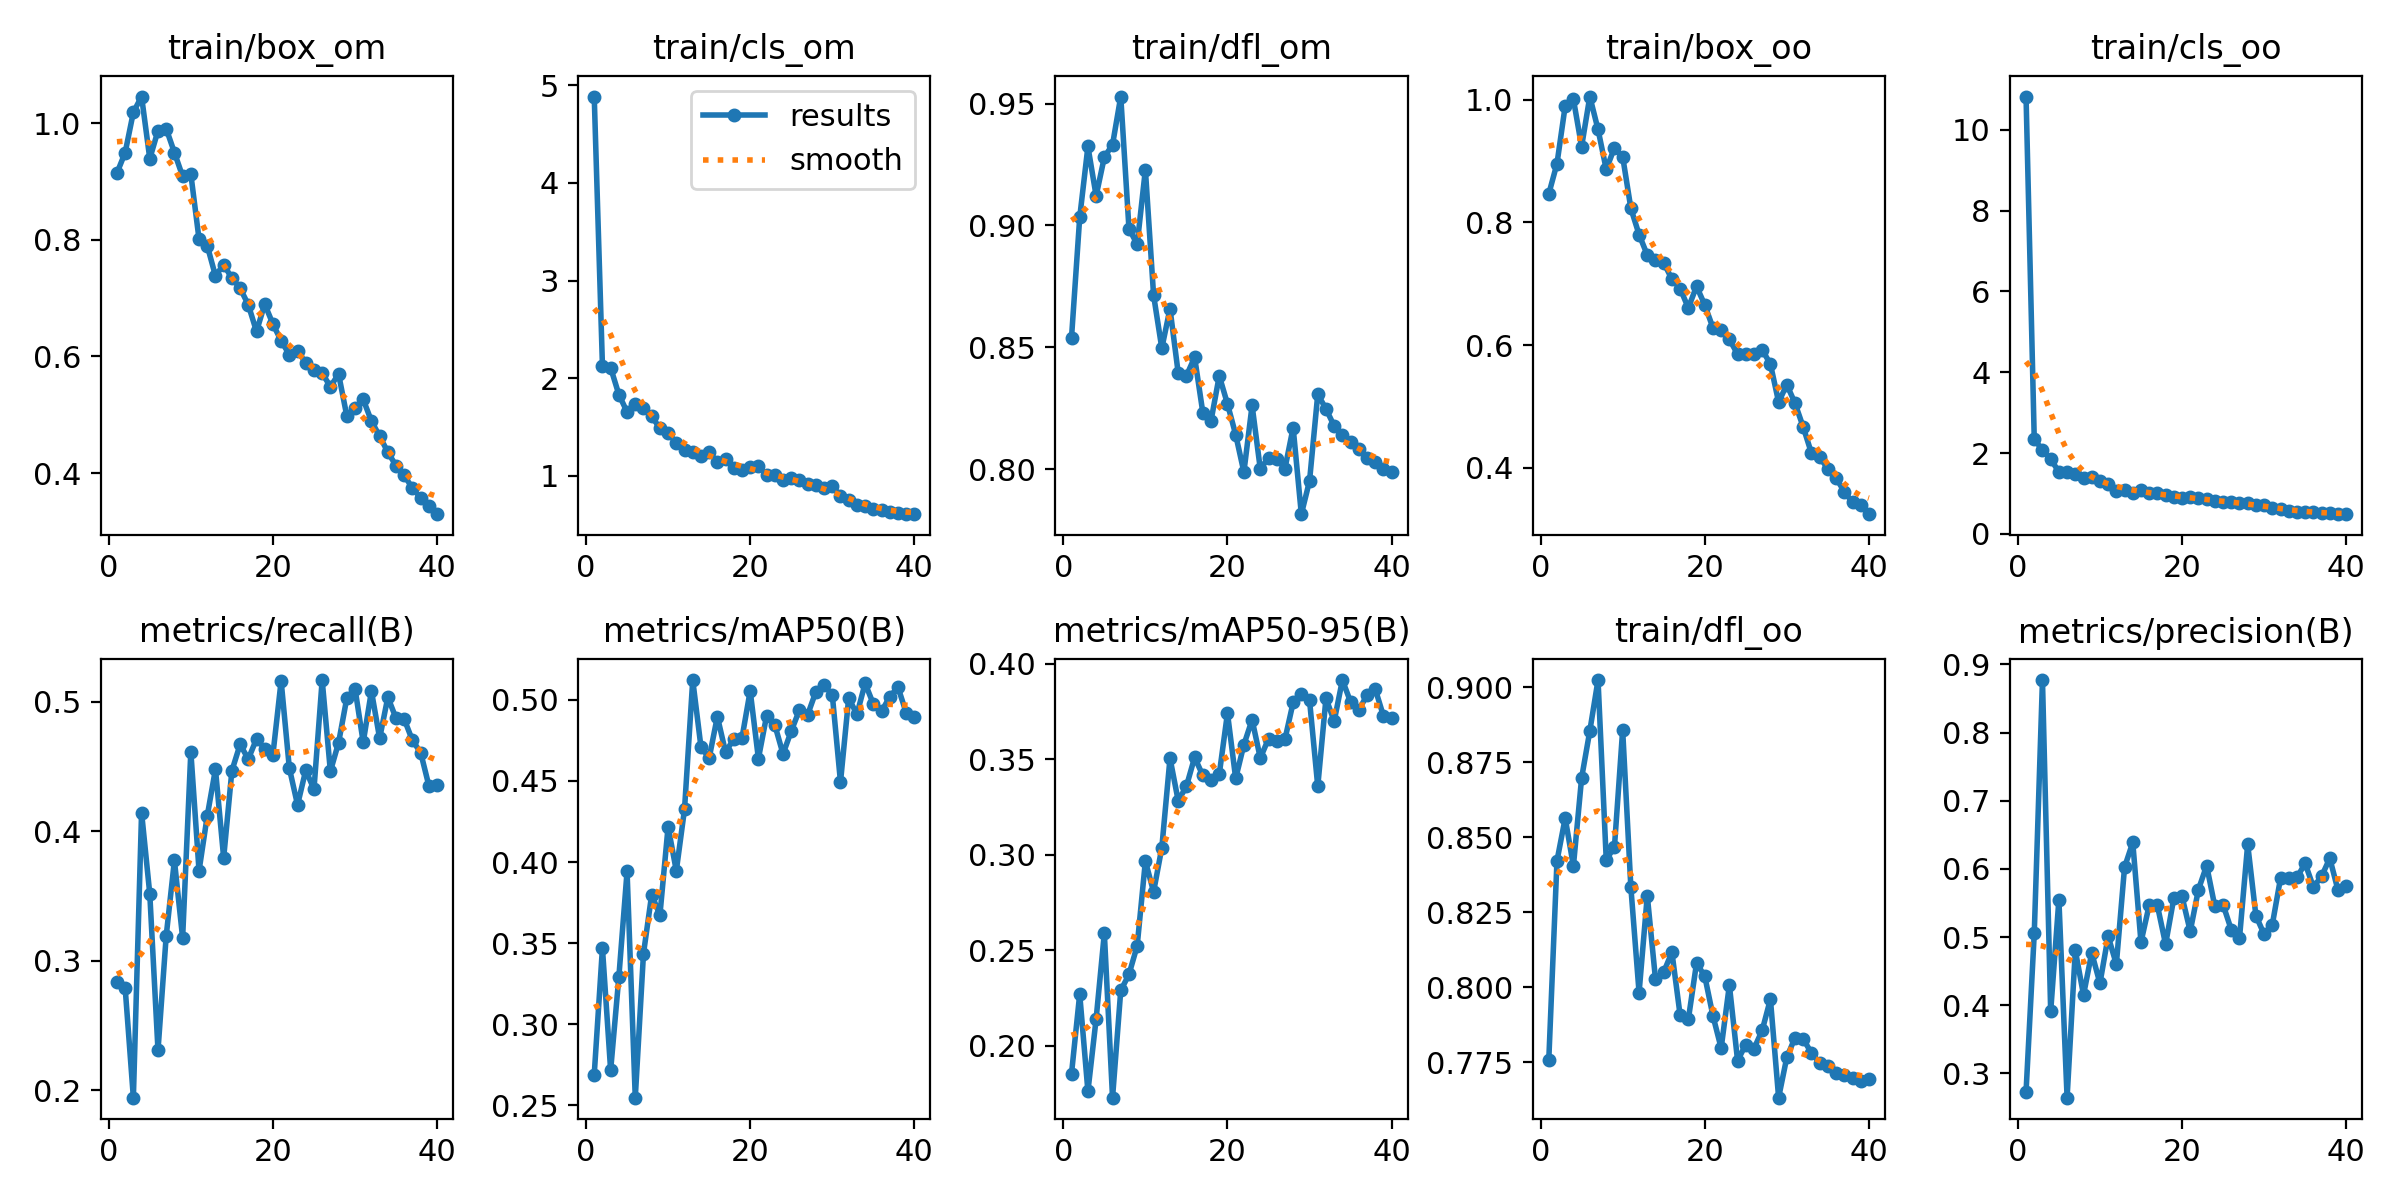 train/box_om
1.0
0.8
0.6
0.4
0 20 40
train/cls_om
5
4
3
2
1
results
smooth
0 20 40
train/dfl_om
0.95
0.90
0.85
0.80
0 20 40
train/box_oo
1.0
0.8
0.6
0.4
0 20 40
train/cls_oo
10
8
6
4
2
0
0 20 40
metrics/recall(B)
0.5
0.4
0.3
0.2
0 20 40
metrics/mAP50(B)
0.50
0.45
0.40
0.35
0.30
0.25
0 20 40
metrics/mAP50-95(B)
0.40
0.35
0.30
0.25
0.20
0 20 40
train/dfl_oo
0.900
0.875
0.850
0.825
0.800
0.775
0 20 40
metrics/precision(B)
0.9
0.8
0.7
0.6
0.5
0.4
0.3
0 20 40